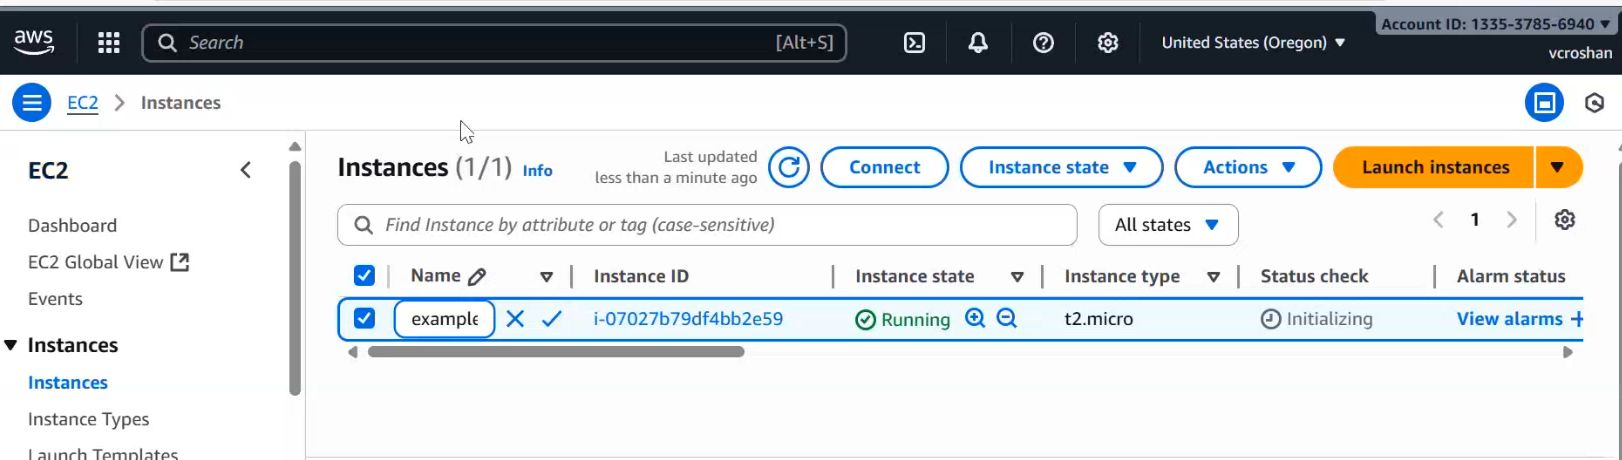 aws
Search [Alt+S]
United States (Oregon)
Account ID: 1335-3785-6940
vcroshan
EC2 Instances
EC2
Dashboard
EC2 Global View
Events
Instances
Instances
Instance Types
Launch Templates
Instances (1/1) Info
Last updated
less than a minute ago
Connect
Instance state
Actions
Launch instances
Find Instance by attribute or tag (case-sensitive)
All states
1
Name Instance ID Instance state Instance type Status check Alarm status
example i-07027b79df4bb2e59 Running t2.micro Initializing View alarms +